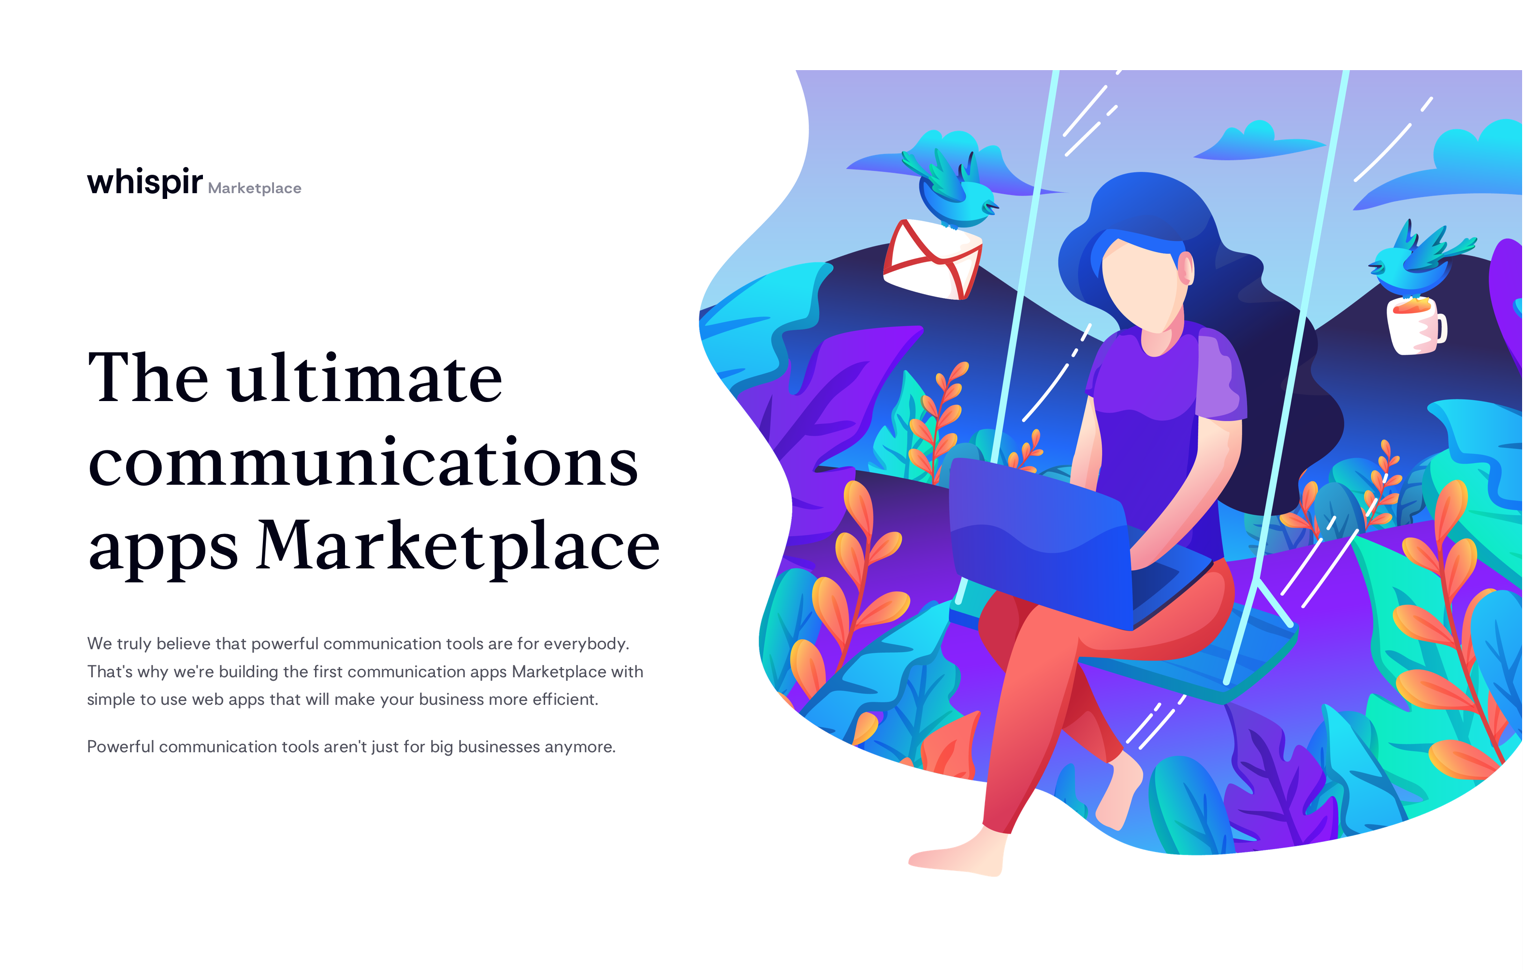 whispir Marketplace
The ultimate
communications
apps Marketplace
We truly believe that powerful communication tools are for everybody.
That's why we're building the first communication apps Marketplace with
simple to use web apps that will make your business more efficient.
Powerful communication tools aren't just for big businesses anymore.